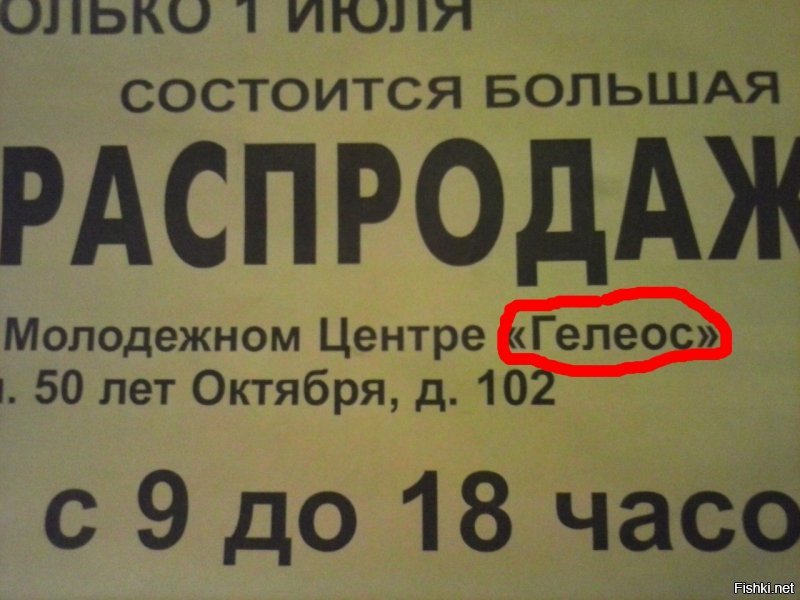 ОЛЬКО 1 ИЮЛЯ
СОСТОИТСЯ БОЛЬШАЯ
РАСПРОДАЖ
Молодежном Центре «Гелеос»
. 50 лет Октября, д. 102
с 9 до 18 часо
Fishki.net